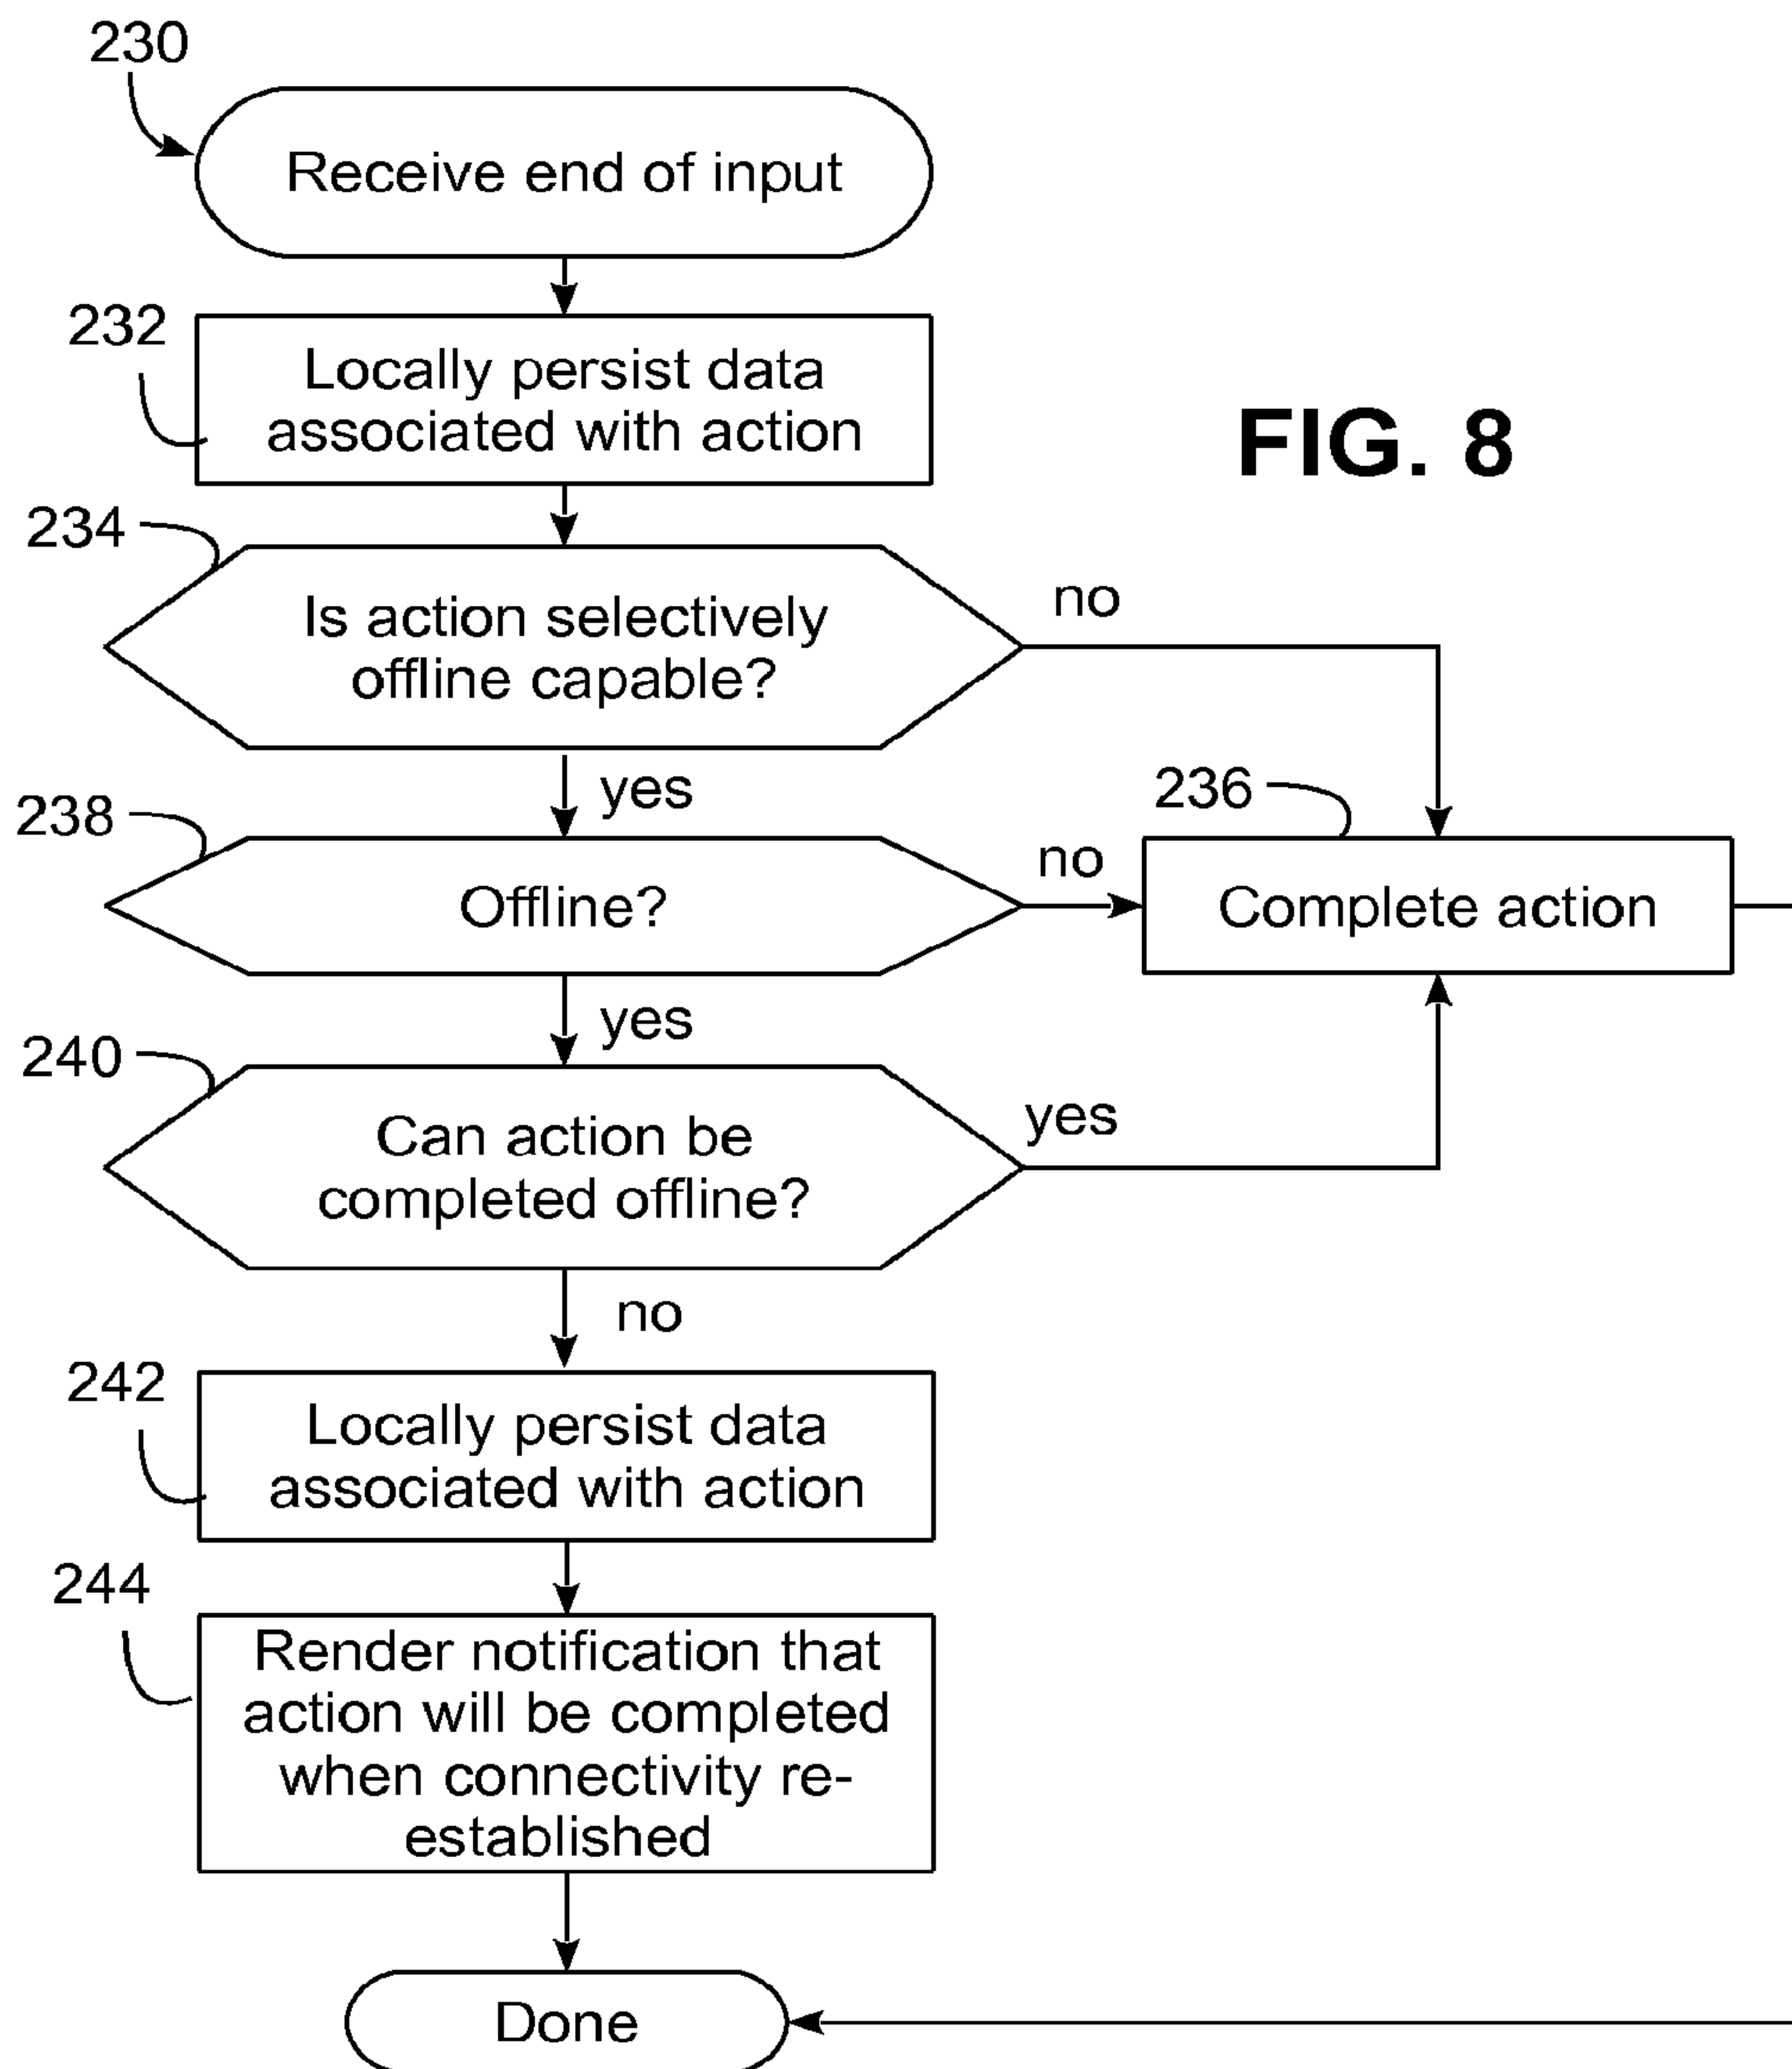 230
Receive end of input
232
Locally persist data
associated with action
FIG. 8
234
Is action selectively
offline capable?
no
yes
236
238
Offline?
no
Complete action
yes
240
Can action be
completed offline?
yes
no
242
Locally persist data
associated with action
244
Render notification that
action will be completed
when connectivity re-
established
Done